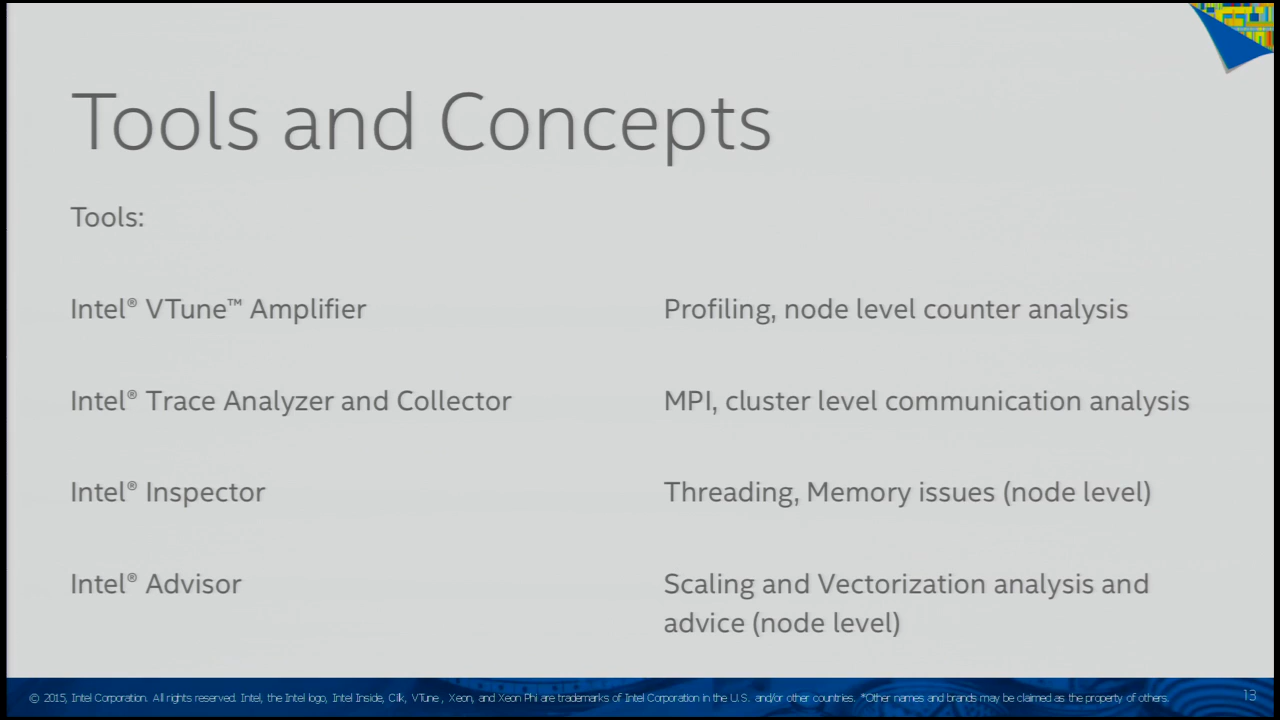 Tools and Concepts
Tools:
Intel® VTune™ Amplifier
Profiling, node level counter analysis
Intel® Trace Analyzer and Collector
MPI, cluster level communication analysis
Intel® Inspector
Threading, Memory issues (node level)
Intel® Advisor
Scaling and Vectorization analysis and
advice (node level)
© 2015, Intel Corporation. All rights reserved. Intel, the Intel logo, Intel Inside, Cilk, VTune, Xeon, and Xeon Phi are trademarks of Intel Corporation in the U.S. and/or other countries. *Other names and brands may be claimed as the property of others.
13